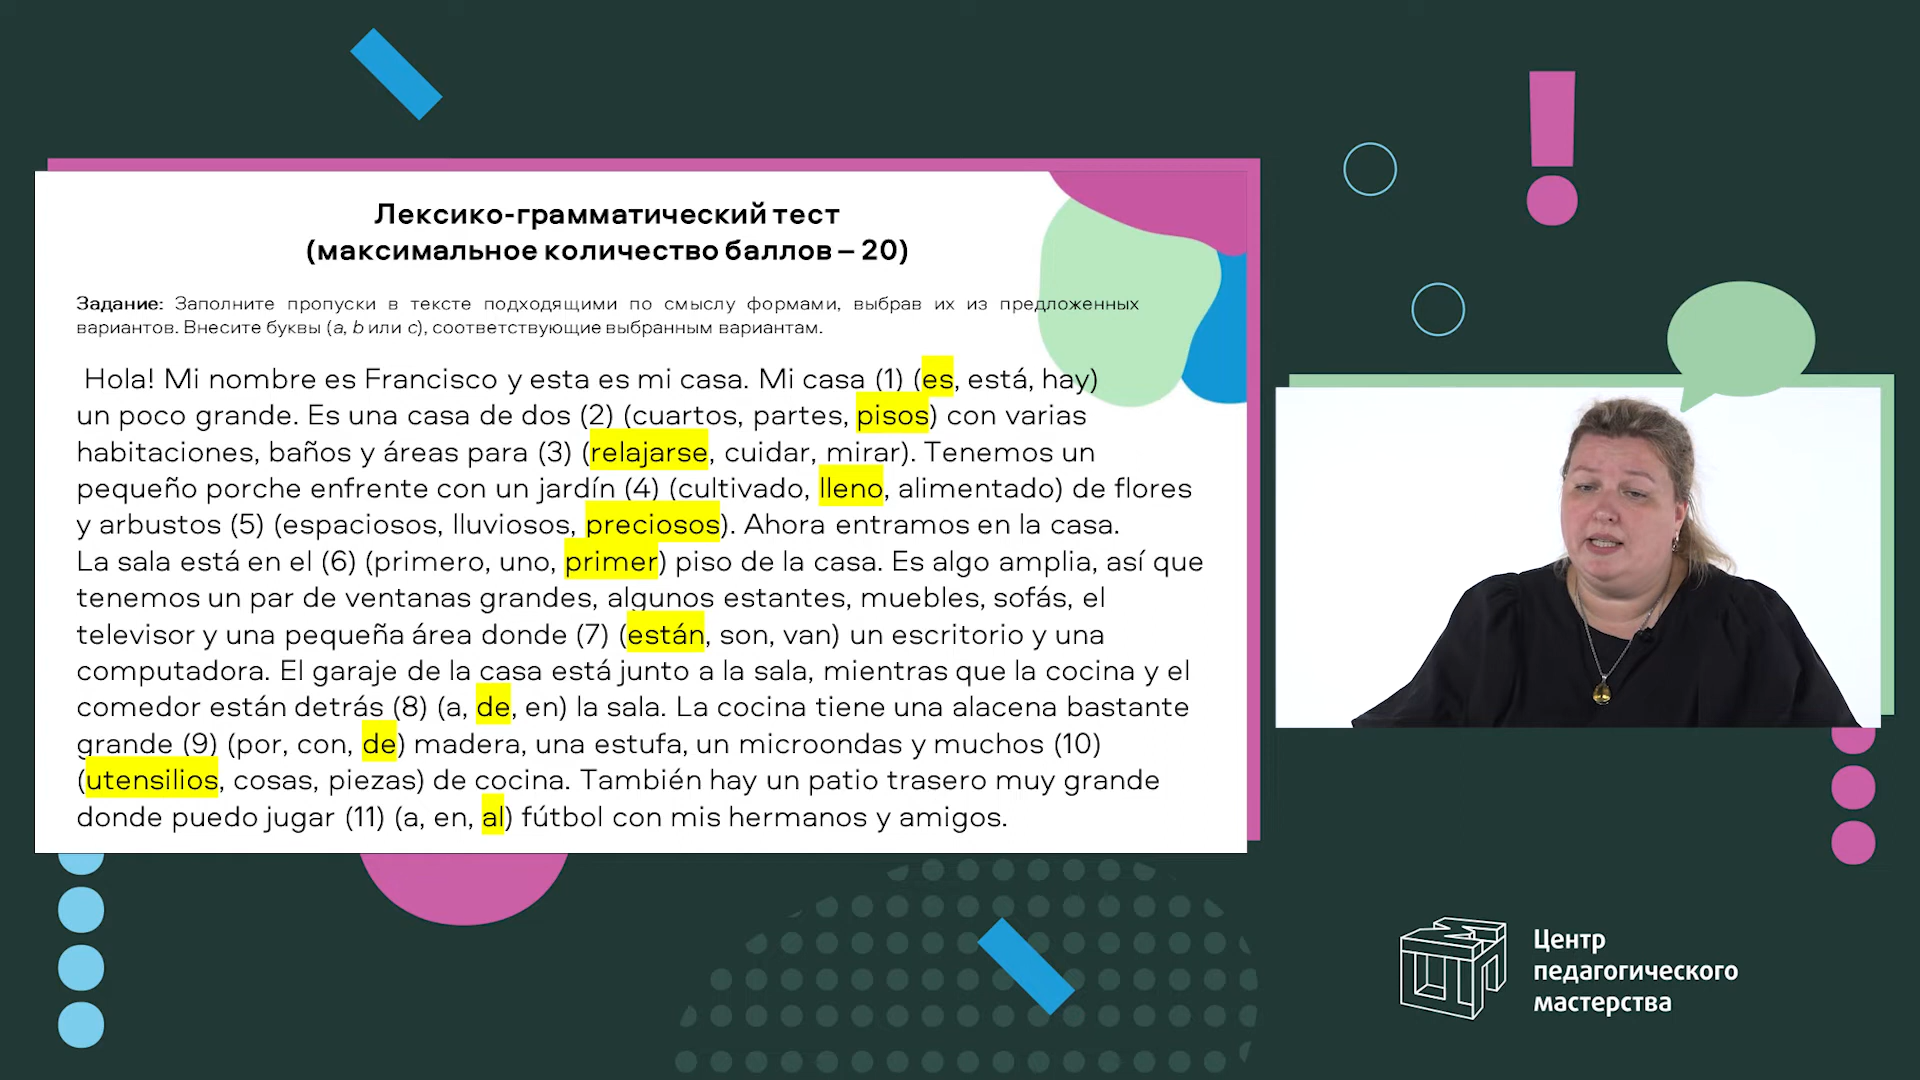 Лексико-грамматический тест
(максимальное количество баллов – 20)
Задание: Заполните пропуски в тексте подходящими по смыслу формами, выбрав их из предложенных
вариантов. Внесите буквы (a, b или c), соответствующие выбранным вариантам.
Hola! Mi nombre es Francisco y esta es mi casa. Mi casa (1) (es, está, hay)
un poco grande. Es una casa de dos (2) (cuartos, partes, pisos) con varias
habitaciones, baños y áreas para (3) (relajarse, cuidar, mirar). Tenemos un
pequeño porche enfrente con un jardín (4) (cultivado, lleno, alimentado) de flores
y arbustos (5) (espaciosos, lluviosos, preciosos). Ahora entramos en la casa.
La sala está en el (6) (primero, uno, primer) piso de la casa. Es algo amplia, así que
tenemos un par de ventanas grandes, algunos estantes, muebles, sofás, el
televisor y una pequeña área donde (7) (están, son, van) un escritorio y una
computadora. El garaje de la casa está junto a la sala, mientras que la cocina y el
comedor están detrás (8) (a, de, en) la sala. La cocina tiene una alacena bastante
grande (9) (por, con, de) madera, una estufa, un microondas y muchos (10)
(utensilios, cosas, piezas) de cocina. También hay un patio trasero muy grande
donde puedo jugar (11) (a, en, al) fútbol con mis hermanos y amigos.
Центр
педагогического
мастерства